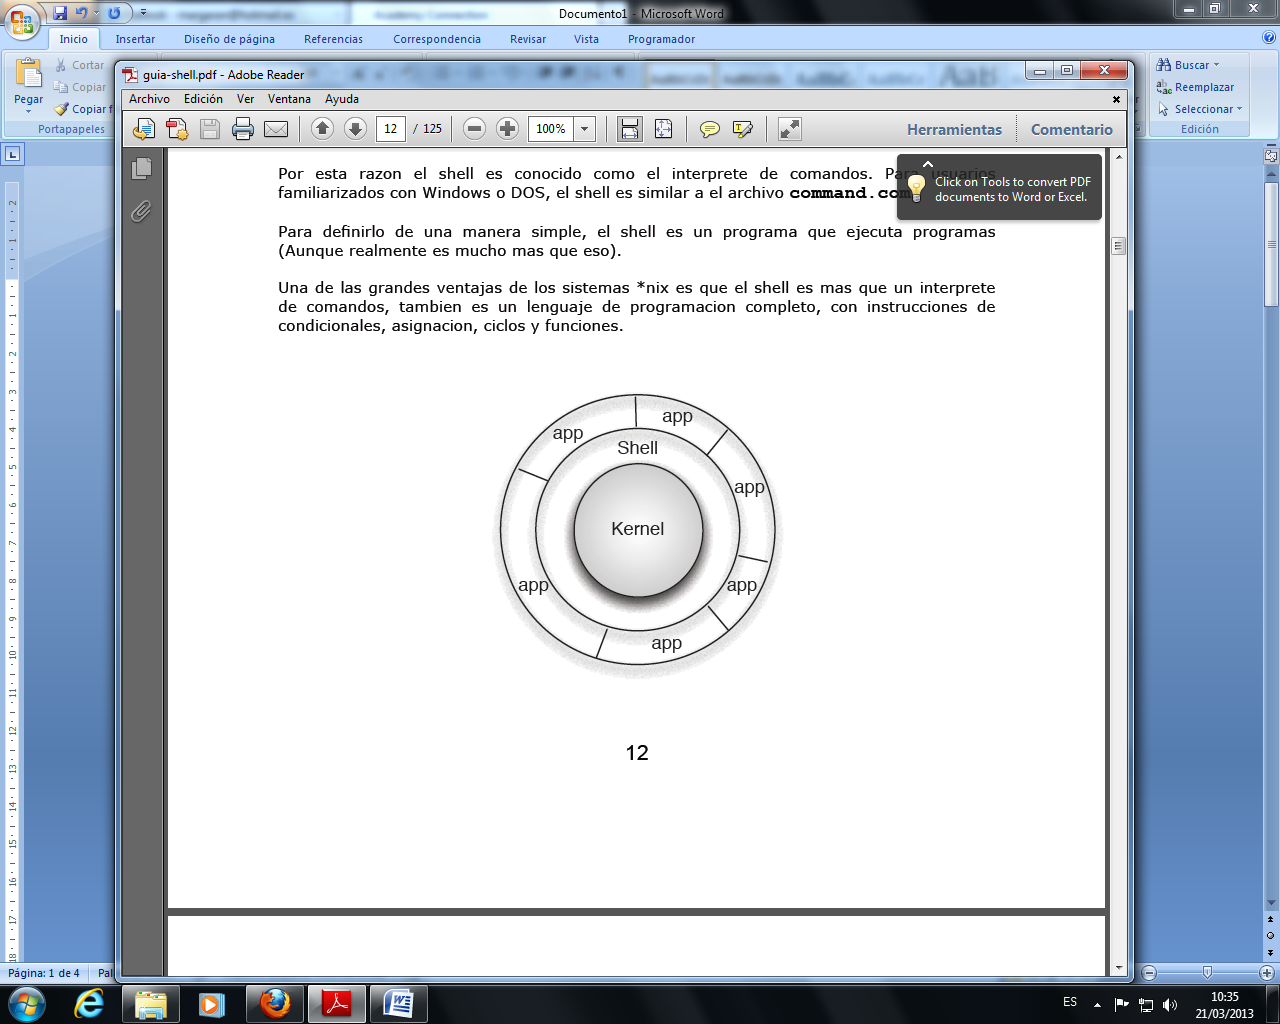 Documento1 - Microsoft Word
Inicio Insertar Diseño de página Referencias Correspondencia Revisar Vista Programador
Pegar
Cortar
Copiar
Copiar f
Portapapeles
Buscar
Reemplazar
Seleccionar
Edición
guia-shell.pdf - Adobe Reader
Archivo Edición Ver Ventana Ayuda
12 / 125 100% Herramientas Comentario
Click on Tools to convert PDF
documents to Word or Excel.
Por esta razon el shell es conocido como el interprete de comandos. Para usuarios
familiarizados con Windows o DOS, el shell es similar a el archivo command.com
Para definirlo de una manera simple, el shell es un programa que ejecuta programas
(Aunque realmente es mucho mas que eso).
Una de las grandes ventajas de los sistemas *nix es que el shell es mas que un interprete
de comandos, tambien es un lenguaje de programacion completo, con instrucciones de
condicionales, asignacion, ciclos y funciones.
app
app
Shell
app
Kernel
app
app
app
12
Página: 1 de 4 Pal
ES
10:35
21/03/2013